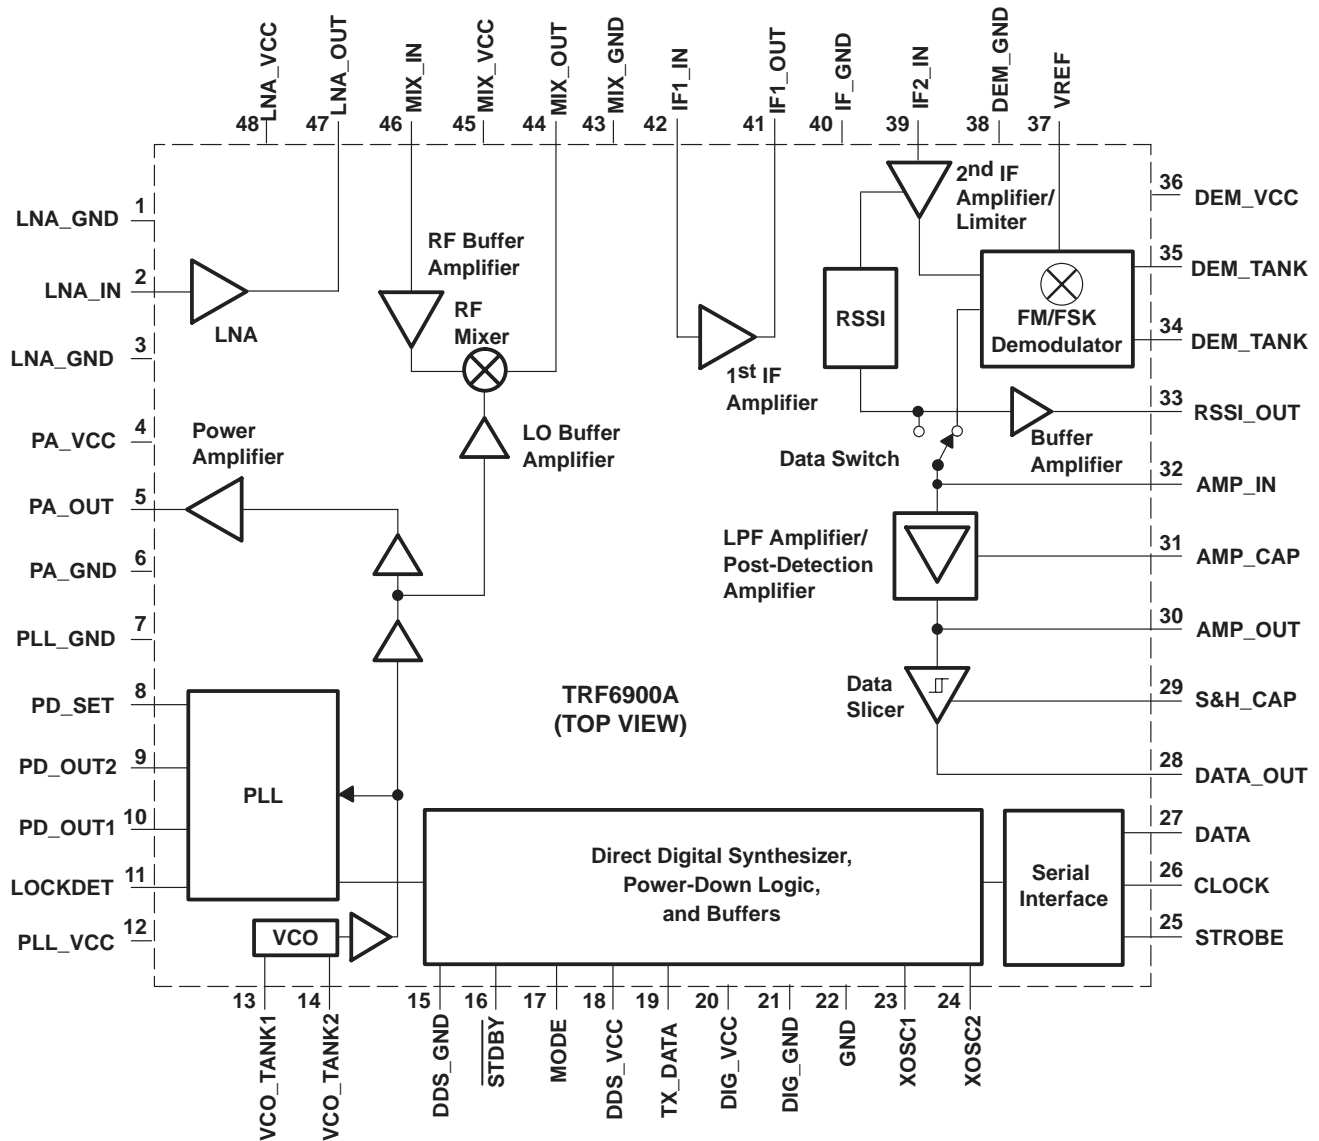 LNA_VCC
LNA_OUT
MIX_IN
MIX_VCC
MIX_OUT
MIX_GND
IF1_IN
IF1_OUT
IF_GND
IF2_IN
DEM_GND
VREF
48
47
46
45
44
43
42
41
40
39
38
37
LNA_GND
1
LNA_IN
2
LNA_GND
3
PA_VCC
4
PA_OUT
5
PA_GND
6
PLL_GND
7
PD_SET
8
PD_OUT2
9
PD_OUT1
10
LOCKDET
11
PLL_VCC
12
LNA
RF Buffer
Amplifier
RF
Mixer
1st IF
Amplifier
RSSI
2nd IF
Amplifier/
Limiter
FM/FSK
Demodulator
Power
Amplifier
LO Buffer
Amplifier
Data Switch
Buffer
Amplifier
LPF Amplifier/
Post-Detection
Amplifier
Data
Slicer
TRF6900A
(TOP VIEW)
PLL
VCO
Direct Digital Synthesizer,
Power-Down Logic,
and Buffers
Serial
Interface
36
DEM_VCC
35
DEM_TANK
34
DEM_TANK
33
RSSI_OUT
32
AMP_IN
31
AMP_CAP
30
AMP_OUT
29
S&H_CAP
28
DATA_OUT
27
DATA
26
CLOCK
25
STROBE
13
14
15
16
17
18
19
20
21
22
23
24
VCO_TANK1
VCO_TANK2
DDS_GND
STDBY
MODE
DDS_VCC
TX_DATA
DIG_VCC
DIG_GND
GND
XOSC1
XOSC2